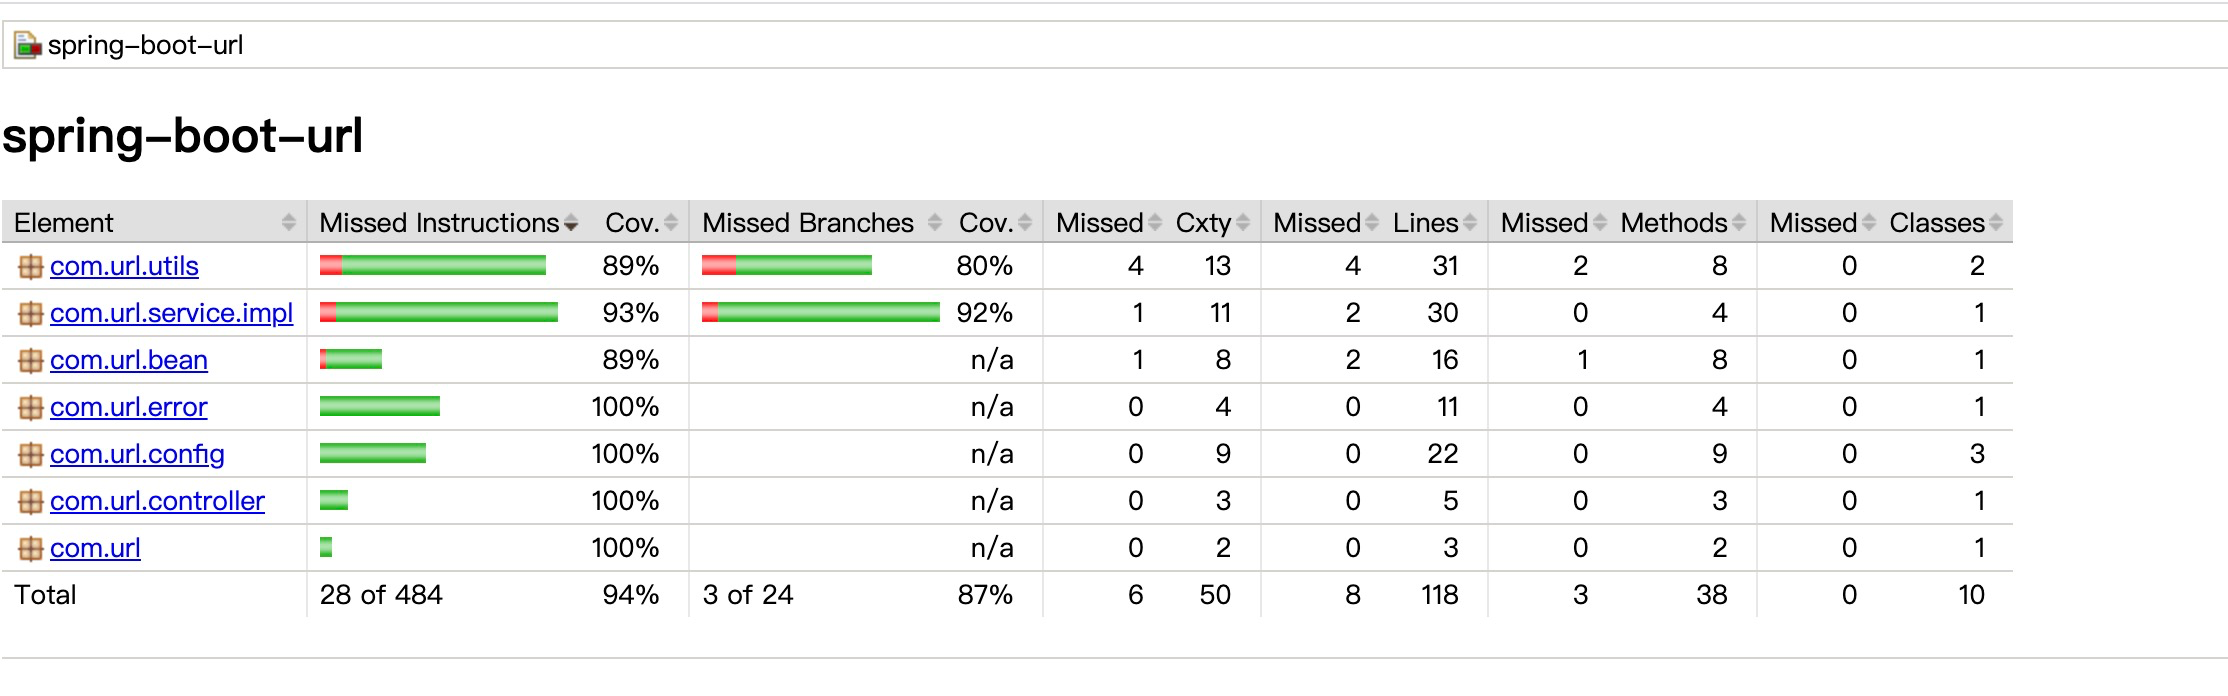 spring-boot-url
spring-boot-url
Element Missed Instructions Cov. Missed Branches Cov. Missed Cxty Missed Lines Missed Methods Missed Classes
com.url.utils 89% 80% 4 13 4 31 2 8 0 2
com.url.service.impl 93% 92% 1 11 2 30 0 4 0 1
com.url.bean 89% n/a 1 8 2 16 1 8 0 1
com.url.error 100% n/a 0 4 0 11 0 4 0 1
com.url.config 100% n/a 0 9 0 22 0 9 0 3
com.url.controller 100% n/a 0 3 0 5 0 3 0 1
com.url 100% n/a 0 2 0 3 0 2 0 1
Total 28 of 484 94% 3 of 24 87% 6 50 8 118 3 38 0 10